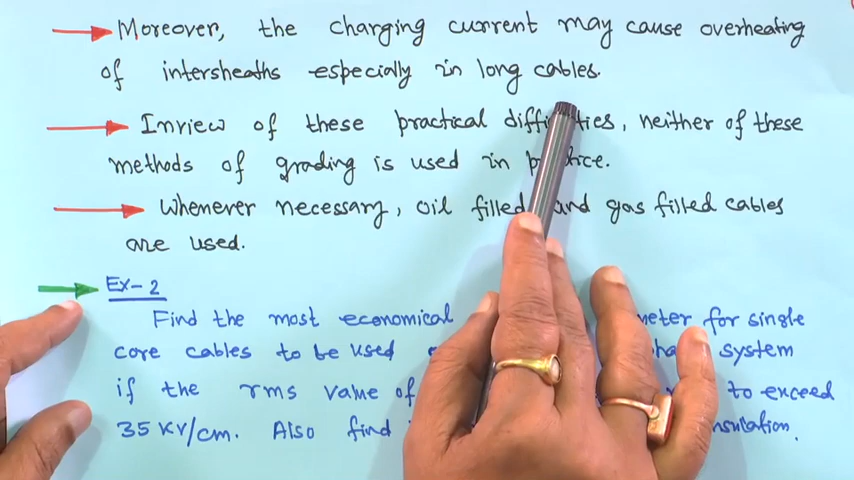 Moreover, the charging current may cause overheating
of intersheaths especially in long cables.
Inview of these practical difficulties, neither of these
methods of grading is used in practice.
Whenever necessary, oil filled and gas filled cables
are used.
Ex-2
Find the most economical meter for single
core cables to be used system
if the rms value of to exceed
35 KV/cm. Also find